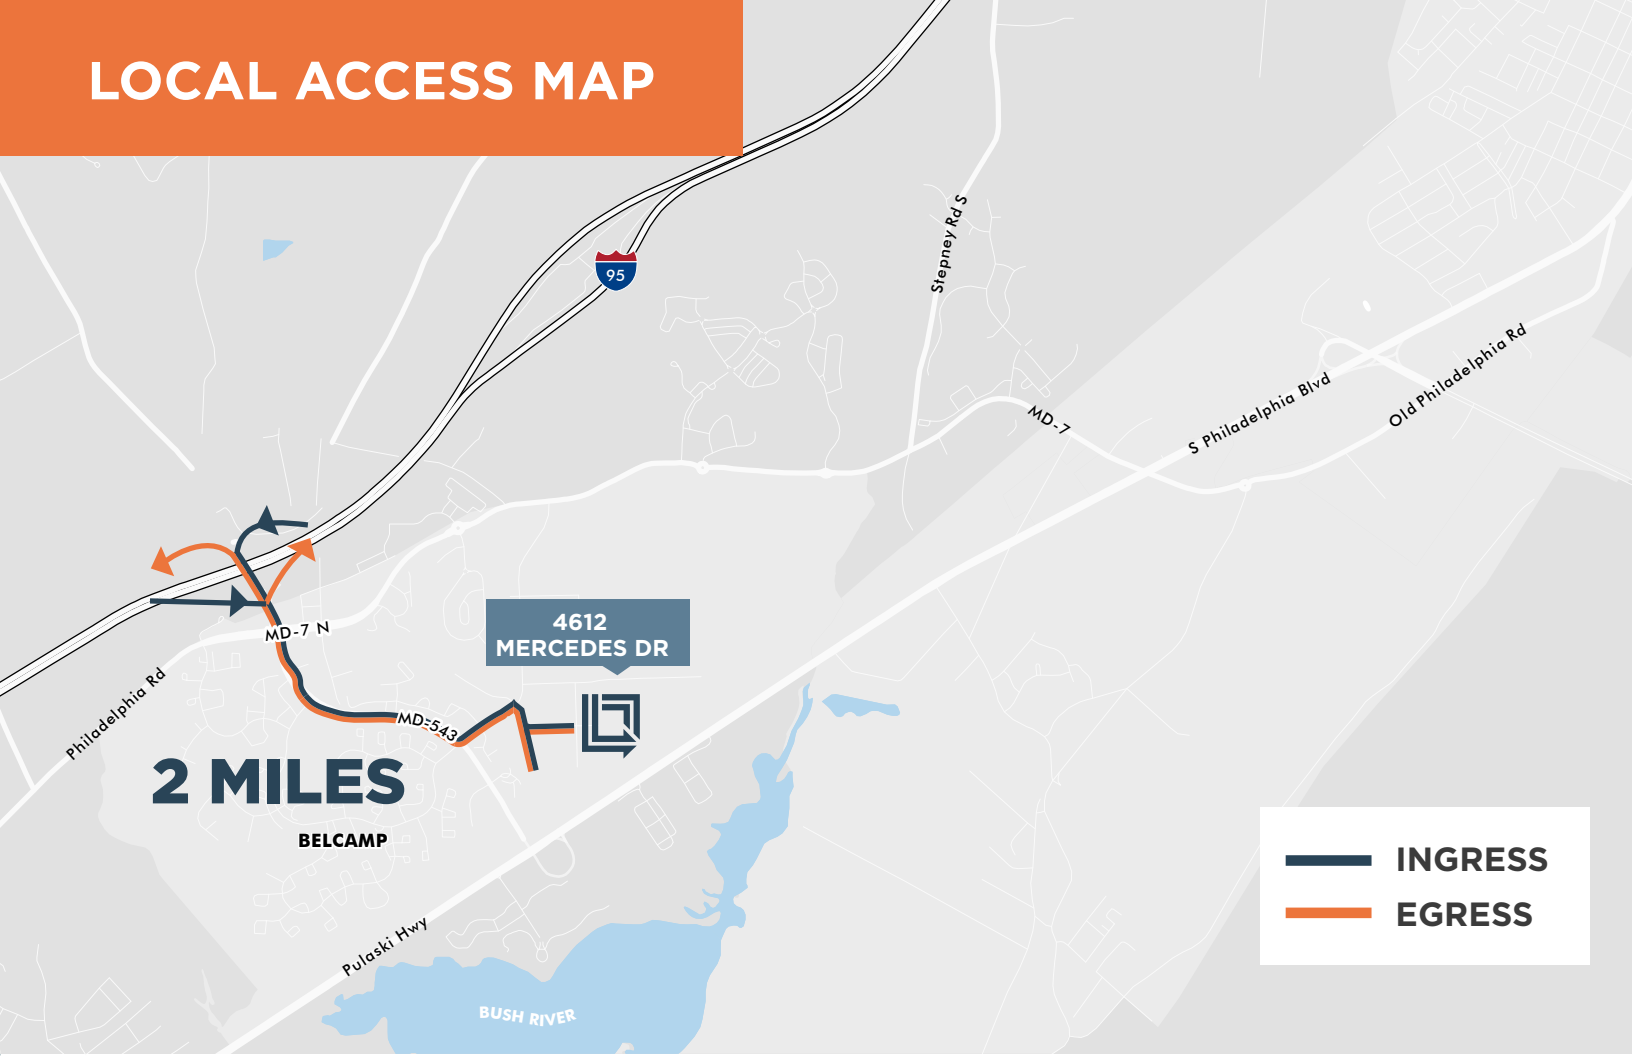 LOCAL ACCESS MAP
95
Stepney Rd S
MD-7
S Philadelphia Blvd
Old Philadelphia Rd
MD-7 N
4612
MERCEDES DR
Philadelphia Rd
MD-543
2 MILES
BELCAMP
Pulaski Hwy
BUSH RIVER
INGRESS
EGRESS